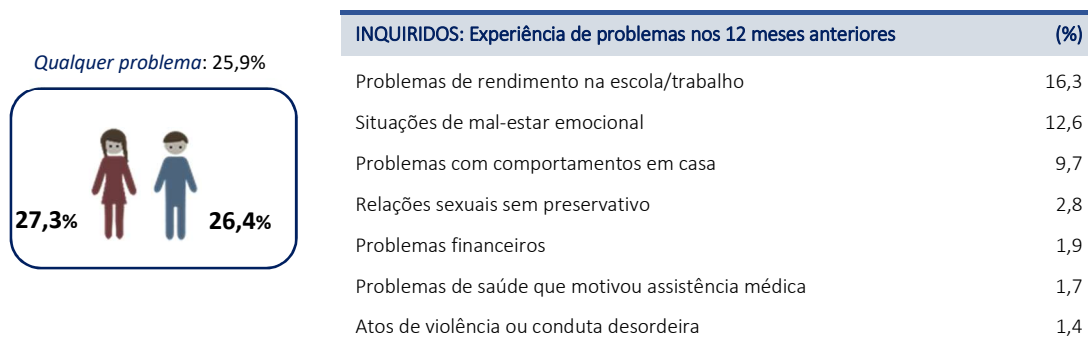 Qualquer problema: 25,9%
27,3%
26,4%
INQUIRIDOS: Experiência de problemas nos 12 meses anteriores (%)
Problemas de rendimento na escola/trabalho 16,3
Situações de mal-estar emocional 12,6
Problemas com comportamentos em casa 9,7
Relações sexuais sem preservativo 2,8
Problemas financeiros 1,9
Problemas de saúde que motivou assistência médica 1,7
Atos de violência ou conduta desordeira 1,4